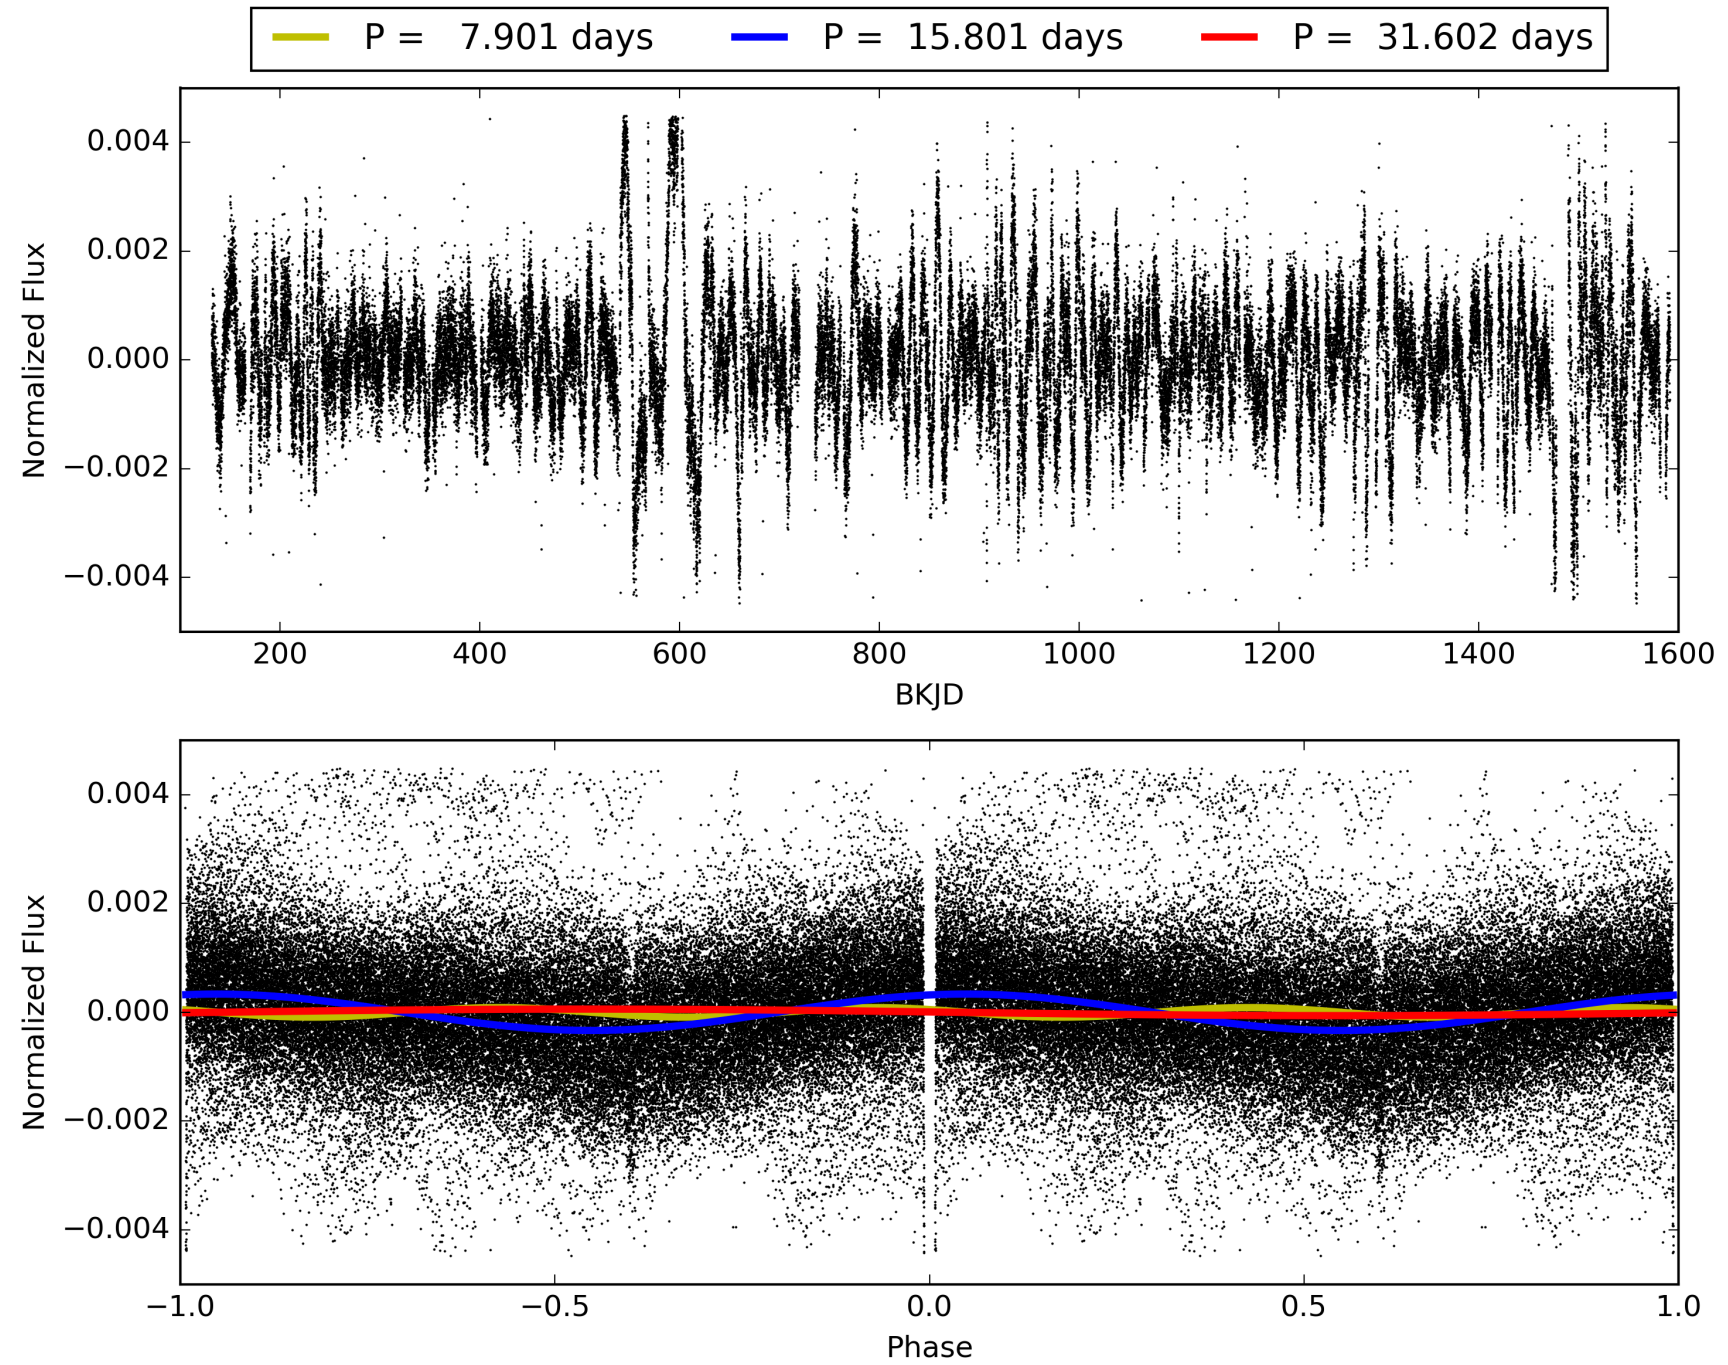 P = 7.901 days P = 15.801 days P = 31.602 days
0.004
0.002
0.000
−0.002
−0.004
Normalized Flux
200 400 600 800 1000 1200 1400 1600
BKJD
0.004
0.002
0.000
−0.002
−0.004
Normalized Flux
−1.0 −0.5 0.0 0.5 1.0
Phase